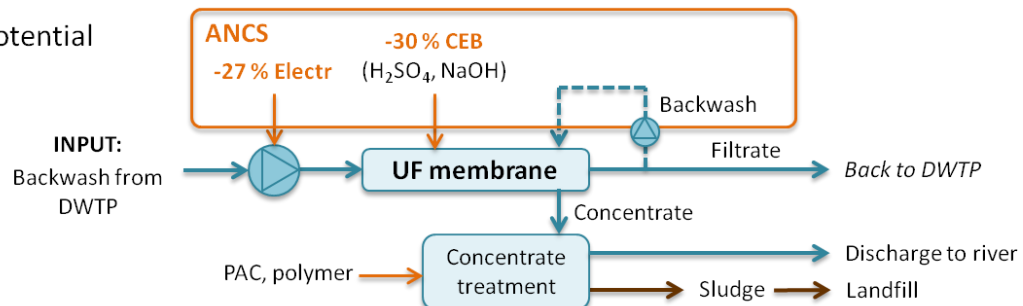 otential
ANCS
-30 % CEB
-27 % Electr
(H₂SO₄, NaOH)
Backwash
INPUT:
Backwash from
DWTP
UF membrane
Filtrate
Back to DWTP
Concentrate
Concentrate
treatment
PAC, polymer
Discharge to river
Sludge
Landfill